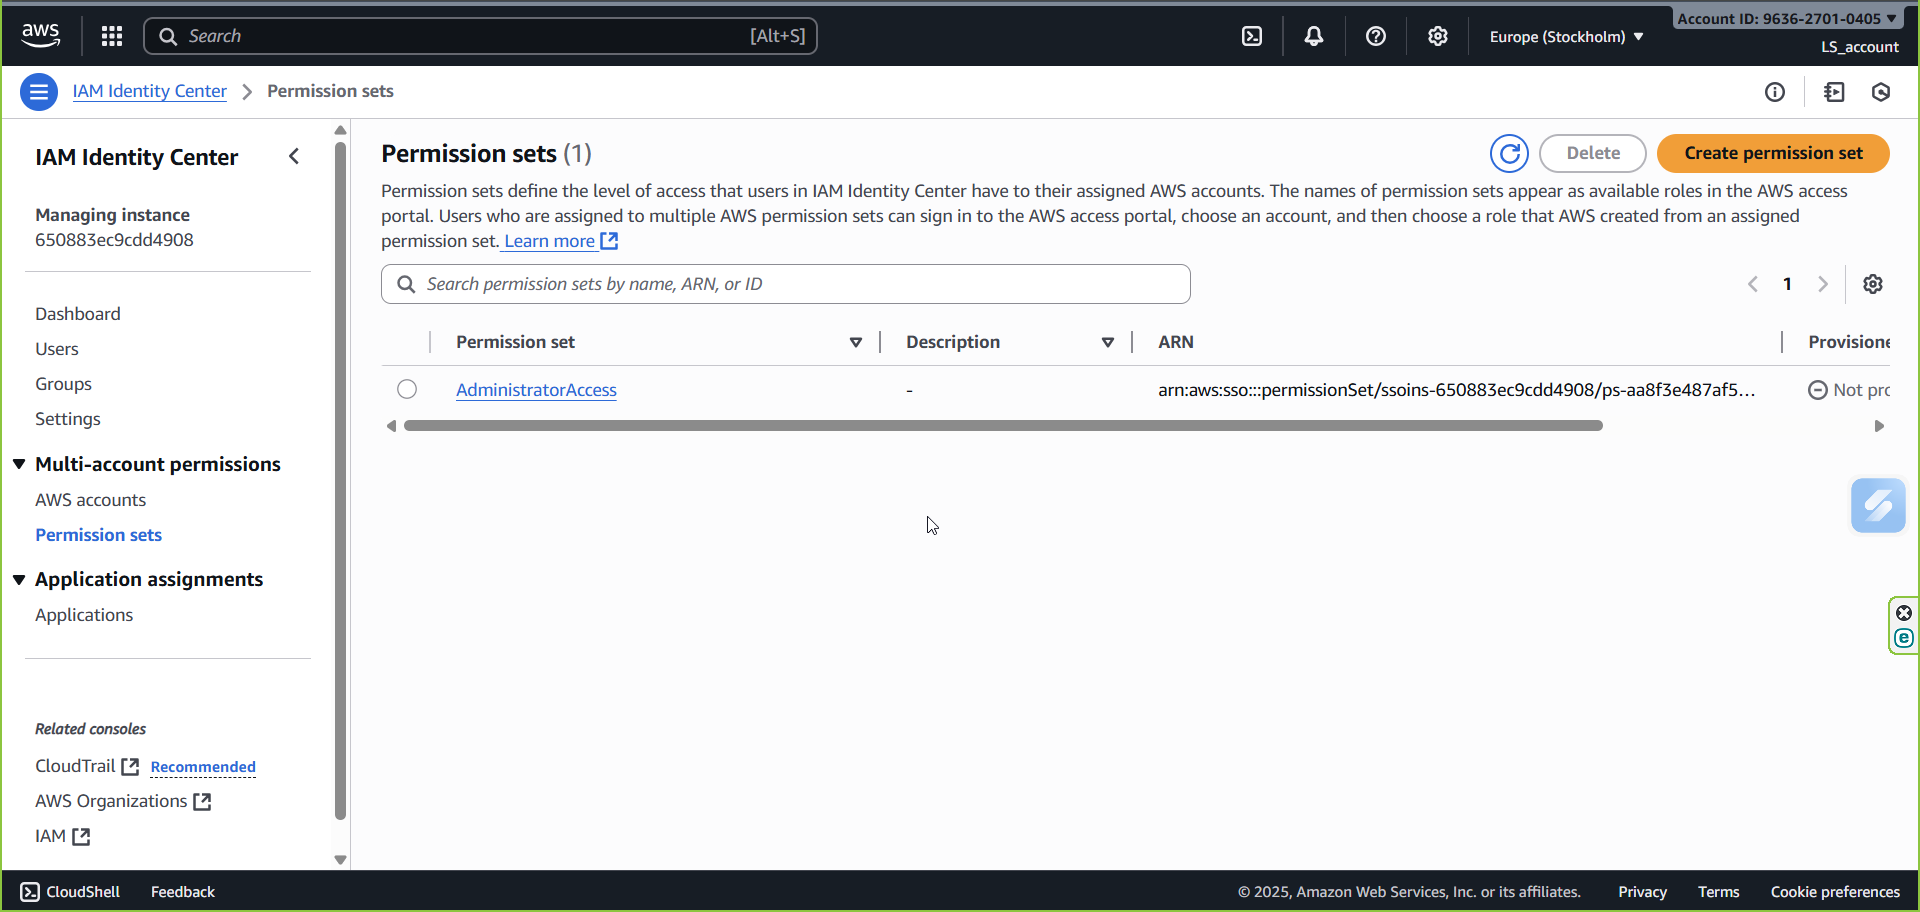 aws
Search [Alt+S]
Europe (Stockholm)
Account ID: 9636-2701-0405
LS_account
IAM Identity Center
Permission sets
IAM Identity Center
Managing instance
650883ec9cdd4908
Dashboard
Users
Groups
Settings
Multi-account permissions
AWS accounts
Permission sets
Application assignments
Applications
Related consoles
CloudTrail Recommended
AWS Organizations
IAM
Permission sets (1)
Delete
Create permission set
Permission sets define the level of access that users in IAM Identity Center have to their assigned AWS accounts. The names of permission sets appear as available roles in the AWS access
portal. Users who are assigned to multiple AWS permission sets can sign in to the AWS access portal, choose an account, and then choose a role that AWS created from an assigned
permission set. Learn more
Search permission sets by name, ARN, or ID
1
Permission set Description ARN Provisione
AdministratorAccess - arn:aws:sso:::permissionSet/ssoins-650883ec9cdd4908/ps-aa8f3e487af5... Not pro
CloudShell Feedback © 2025, Amazon Web Services, Inc. or its affiliates. Privacy Terms Cookie preferences